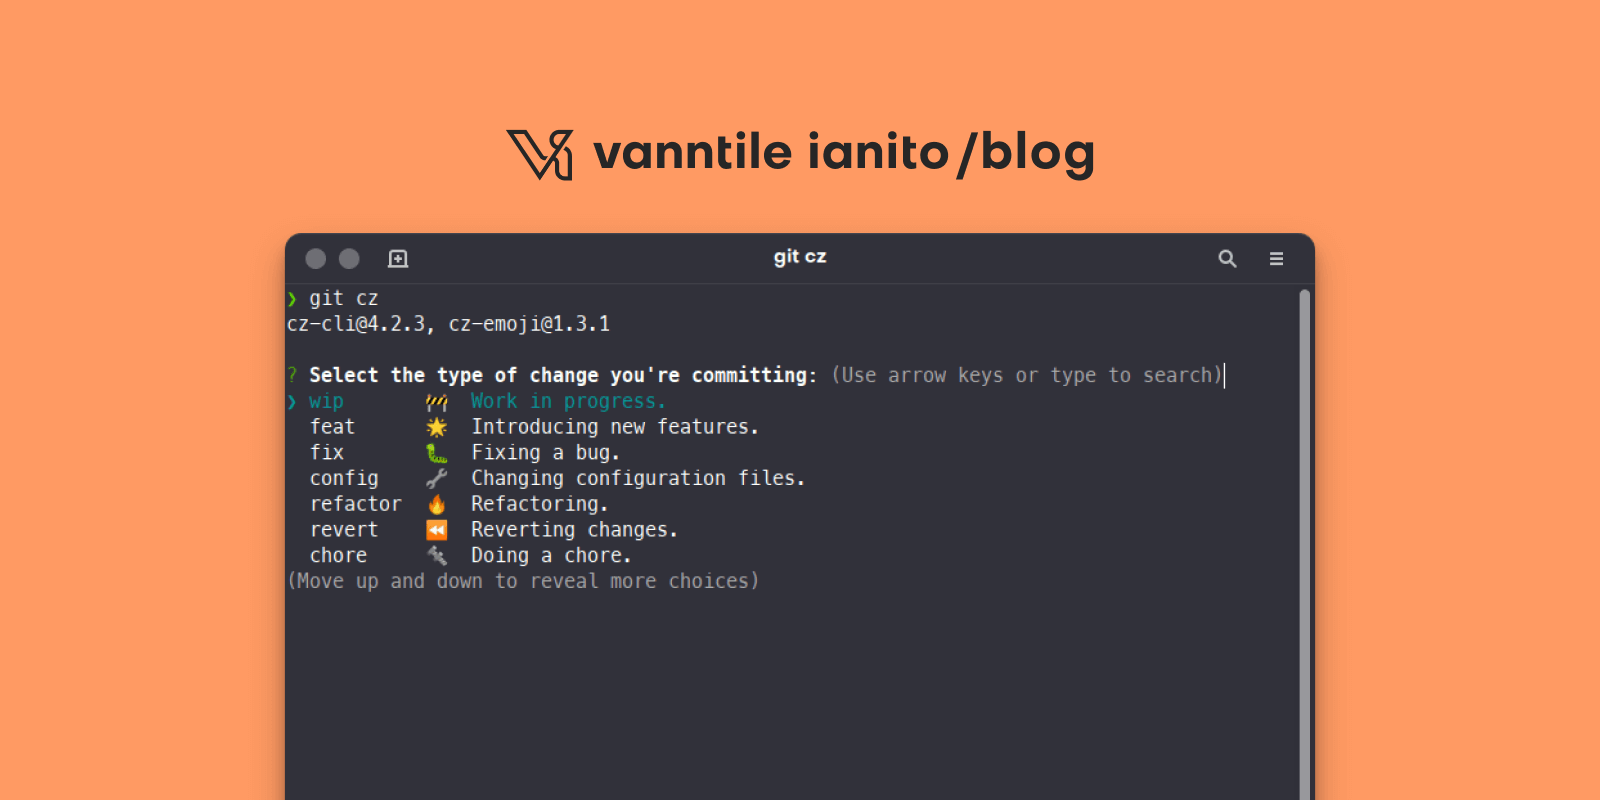 vanntile ianito/blog
git cz
❯ git cz
cz-cli@4.2.3, cz-emoji@1.3.1
? Select the type of change you're committing: (Use arrow keys or type to search)
❯ wip 🚧 Work in progress.
feat 🌟 Introducing new features.
fix 🐛 Fixing a bug.
config 🔧 Changing configuration files.
refactor 🔥 Refactoring.
revert ⏪ Reverting changes.
chore 🔩 Doing a chore.
(Move up and down to reveal more choices)